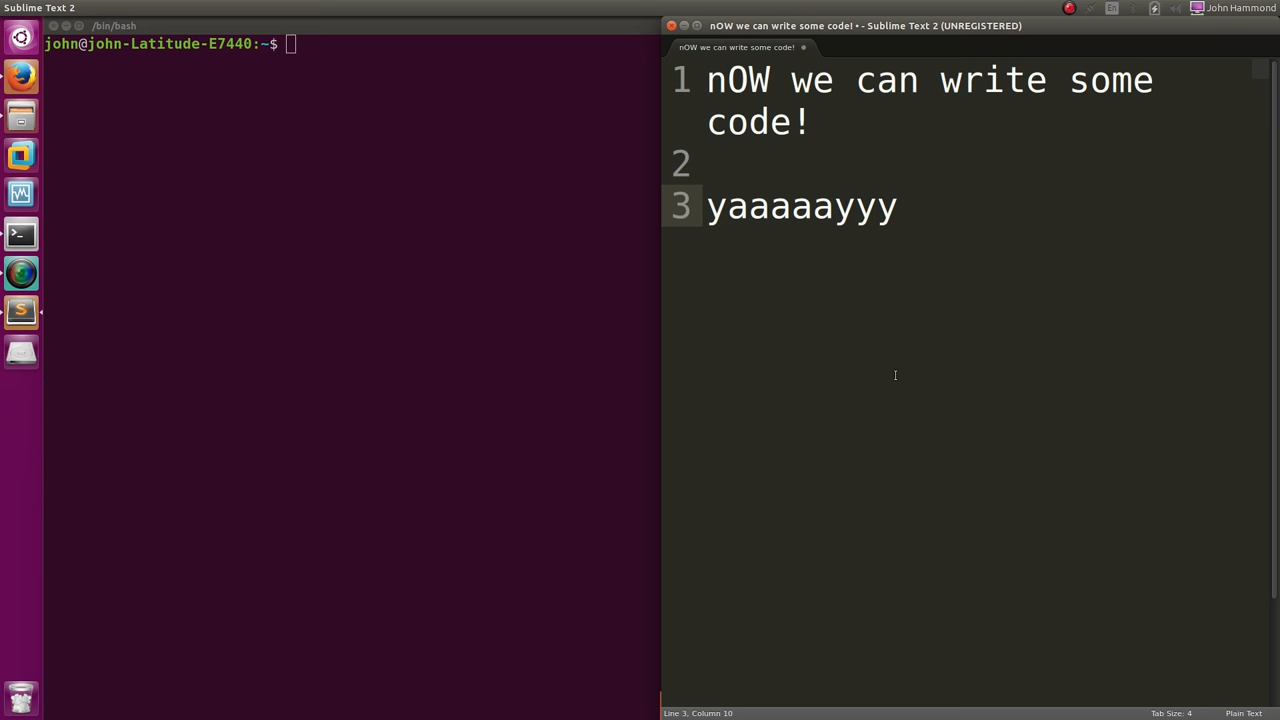 Sublime Text 2
En
John Hammond
/bin/bash
john@john-Latitude-E7440:~$
nOW we can write some code! • - Sublime Text 2 (UNREGISTERED)
nOW we can write some code!
1 nOW we can write some
code!
2
3 yaaaaayyy
Line 3, Column 10
Tab Size: 4
Plain Text